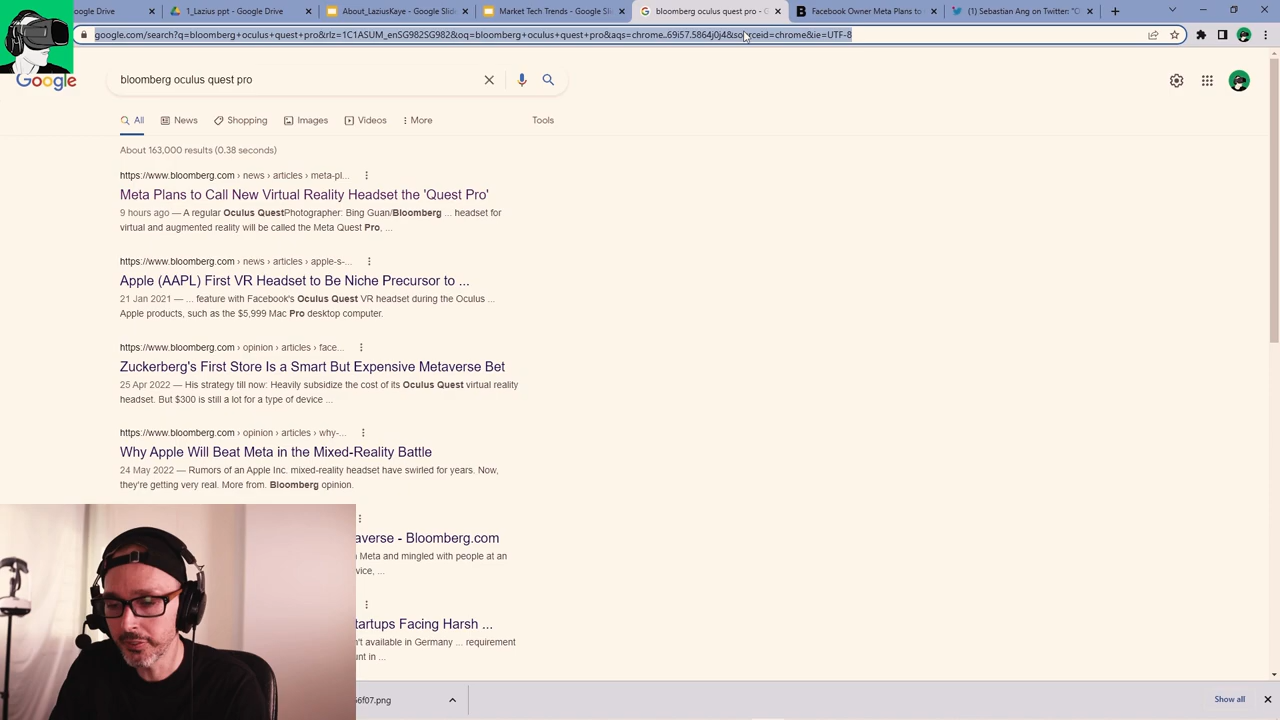 Google Drive
1_Lazius ppt - Google Slides
163 Metaverse Market Trends
Mixed-TetsuVR - Google Slides
Market Tech Trends - Google Slide
bloomberg oculus quest pro - G
Facebook Owner Meta Plans to
(1) Sebastian Ang on Twitter: "C
google.com/search?q=bloomberg+oculus+quest+pro&rlz=1C1ASUM_enSG982SG982&oq=bloomberg+oculus+quest+pro&aqs=chrome..69i57.5864j0j4&sourceid=chrome&ie=UTF-8
Google
bloomberg oculus quest pro
All
News
Shopping
Images
Videos
More
Tools
About 163,000 results (0.38 seconds)
https://www.bloomberg.com › news › articles › meta-pl...
Meta Plans to Call New Virtual Reality Headset the 'Quest Pro'
9 hours ago — A regular Oculus QuestPhotographer: Bing Guan/Bloomberg ... headset for
virtual and augmented reality will be called the Meta Quest Pro, ...
https://www.bloomberg.com › news › articles › apple-s-...
Apple (AAPL) First VR Headset to Be Niche Precursor to ...
21 Jan 2021 — ... feature with Facebook's Oculus Quest VR headset during the Oculus ...
Apple products, such as the $5,999 Mac Pro desktop computer.
https://www.bloomberg.com › opinion › articles › face...
Zuckerberg's First Store Is a Smart But Expensive Metaverse Bet
25 Apr 2022 — His strategy till now: Heavily subsidize the cost of its Oculus Quest virtual reality
headset. But $300 is still a lot for a type of device ...
https://www.bloomberg.com › opinion › articles › why-...
Why Apple Will Beat Meta in the Mixed-Reality Battle
24 May 2022 — Rumors of an Apple Inc. mixed-reality headset have swirled for years. Now,
they're getting very real. More from. Bloomberg opinion.
averse - Bloomberg.com
Meta and mingled with people at an
vice, ...
tartups Facing Harsh ...
n't available in Germany ... requirement
unt in ...
6f07.png
Show all